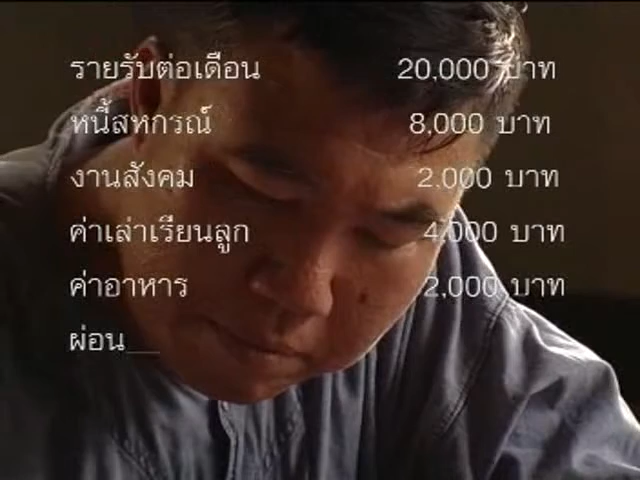 รายรับต่อเดือน 20,000 บาท
หนี้สหกรณ์ 8,000 บาท
งานสังคม 2,000 บาท
ค่าเล่าเรียนลูก 4,000 บาท
ค่าอาหาร 2,000 บาท
ผ่อน_